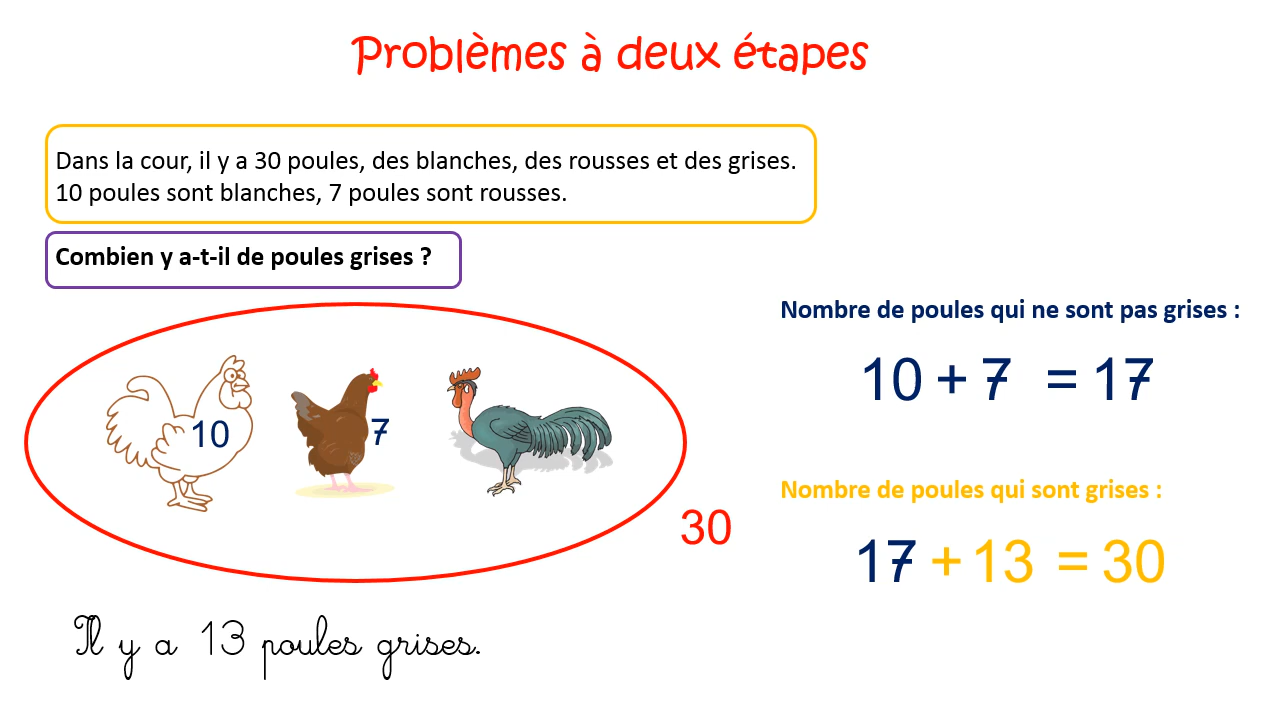 Problèmes à deux étapes
Dans la cour, il y a 30 poules, des blanches, des rousses et des grises.
10 poules sont blanches, 7 poules sont rousses.
Combien y a-t-il de poules grises ?
10
7
30
Nombre de poules qui ne sont pas grises :
10 + 7 = 17
Nombre de poules qui sont grises :
17 + 13 = 30
Il y a 13 poules grises.